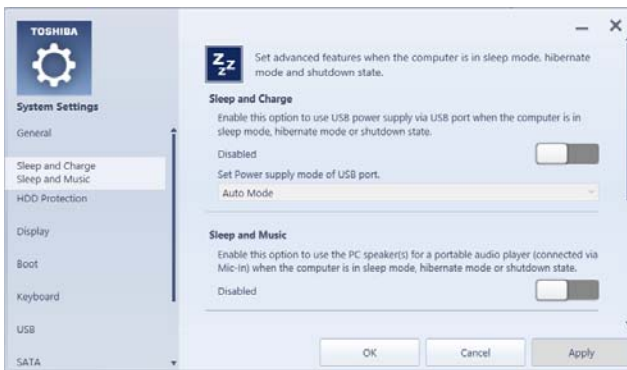 TOSHIBA
System Settings
General
Sleep and Charge
Sleep and Music
HDD Protection
Display
Boot
Keyboard
USB
SATA
zZz
Set advanced features when the computer is in sleep mode, hibernate
mode and shutdown state.
Sleep and Charge
Enable this option to use USB power supply via USB port when the computer is in
sleep mode, hibernate mode or shutdown state.
Disabled
Set Power supply mode of USB port.
Auto Mode
Sleep and Music
Enable this option to use the PC speaker(s) for a portable audio player (connected via
Mic-In) when the computer is in sleep mode, hibernate mode or shutdown state.
Disabled
OK
Cancel
Apply